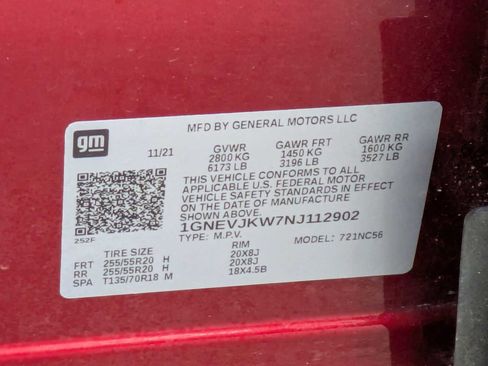 gm
MFD BY GENERAL MOTORS LLC
11/21 GVWR GAWR FRT GAWR RR
2800 KG 1450 KG 1600 KG
6173 LB 3196 LB 3527 LB
THIS VEHICLE CONFORMS TO ALL
APPLICABLE U.S. FEDERAL MOTOR
VEHICLE SAFETY STANDARDS IN EFFECT
ON THE DATE OF MANUFACTURE
SHOWN ABOVE.
1GNEVJKW7NJ112902
TYPE: M.P.V. MODEL: 721NC56
252F
TIRE SIZE RIM
FRT 255/55R20 H 20X8J
RR 255/55R20 H 20X8J
SPA T135/70R18 M 18X4.5B